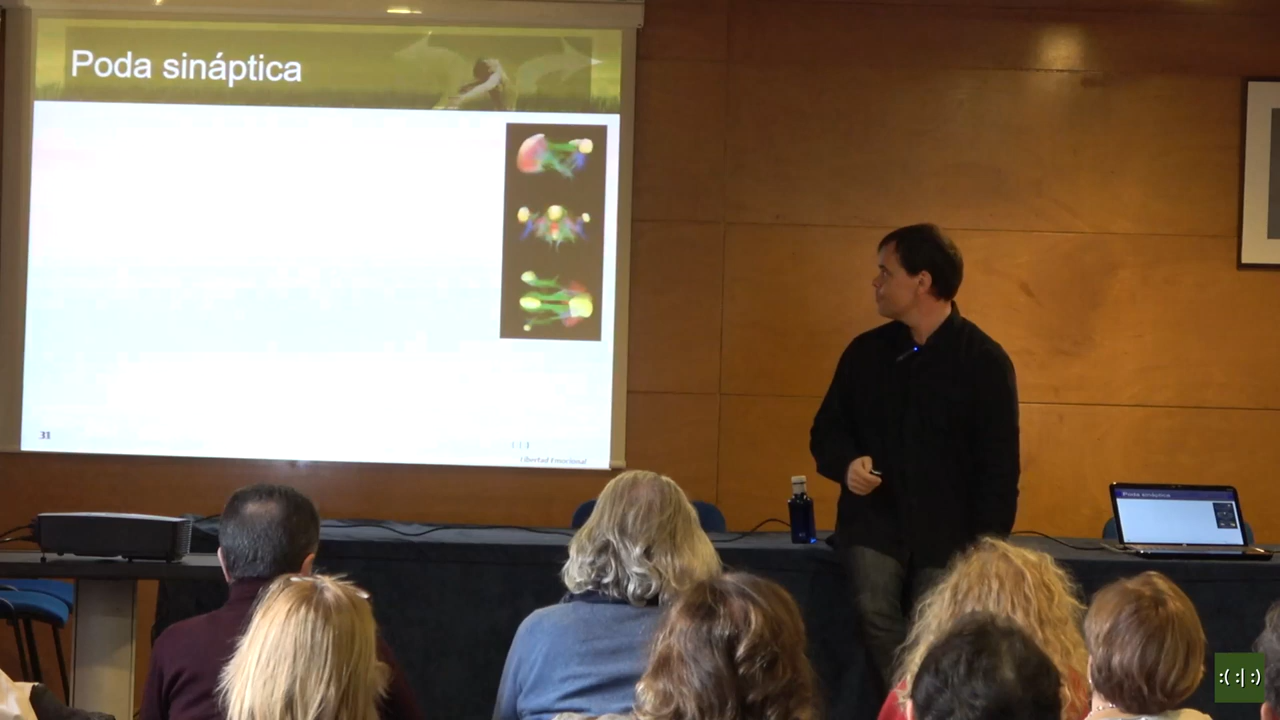 Poda sináptica
31
Libertad Emocional
Poda sináptica
:( :| :)